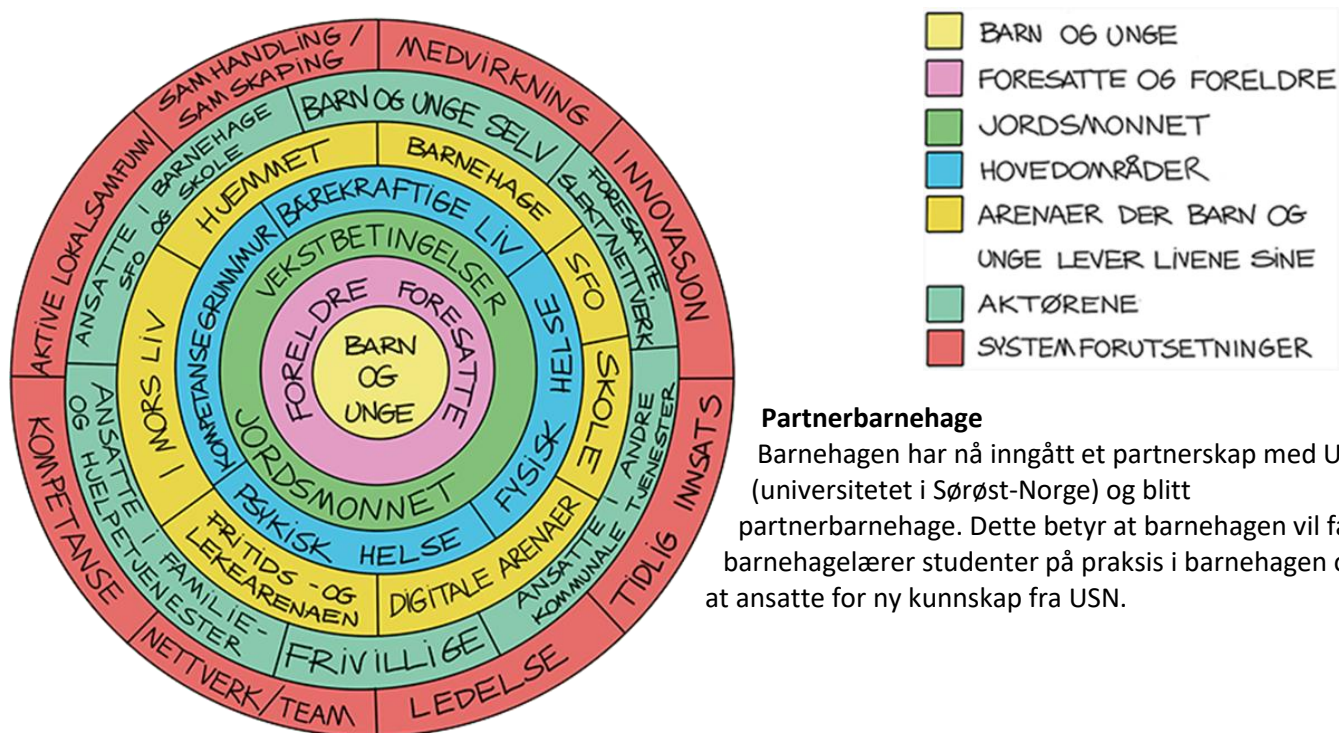 SAMHANDLING /
SAMSKAPING
MEDVIRKNING
INNOVASJON
TIDLIG INNSATS
LEDELSE
NETTVERK/TEAM
KOMPETANSE
AKTIVE LOKALSAMFUNN
BARN OG UNGE SELV
FORESATTE,
SLEKT/NETTVERK
ANSATTE I ANDRE
KOMMUNALE TJENESTER
FRIVILLIGE
ANSATTE I FAMILIE-
OG HJELPETJENESTER
ANSATTE I BARNEHAGE
SFO OG SKOLE
HJEMMET
BARNEHAGE
SFO
SKOLE
DIGITALE ARENAER
FRITIDS - OG
LEKEARENAEN
I MORS LIV
BÆREKRAFTIGE LIV
FYSISK HELSE
PSYKISK HELSE
KOMPETANSEGRUNNMUR
VEKSTBETINGELSER
JORDSMONNET
FORELDRE FORESATTE
BARN
OG
UNGE
BARN OG UNGE
FORESATTE OG FORELDRE
JORDSMONNET
HOVEDOMRÅDER
ARENAER DER BARN OG
UNGE LEVER LIVENE SINE
AKTØRENE
SYSTEMFORUTSETNINGER
Partnerbarnehage
Barnehagen har nå inngått et partnerskap med U
(universitetet i Sørøst-Norge) og blitt
partnerbarnehage. Dette betyr at barnehagen vil få
barnehagelærer studenter på praksis i barnehagen
at ansatte for ny kunnskap fra USN.